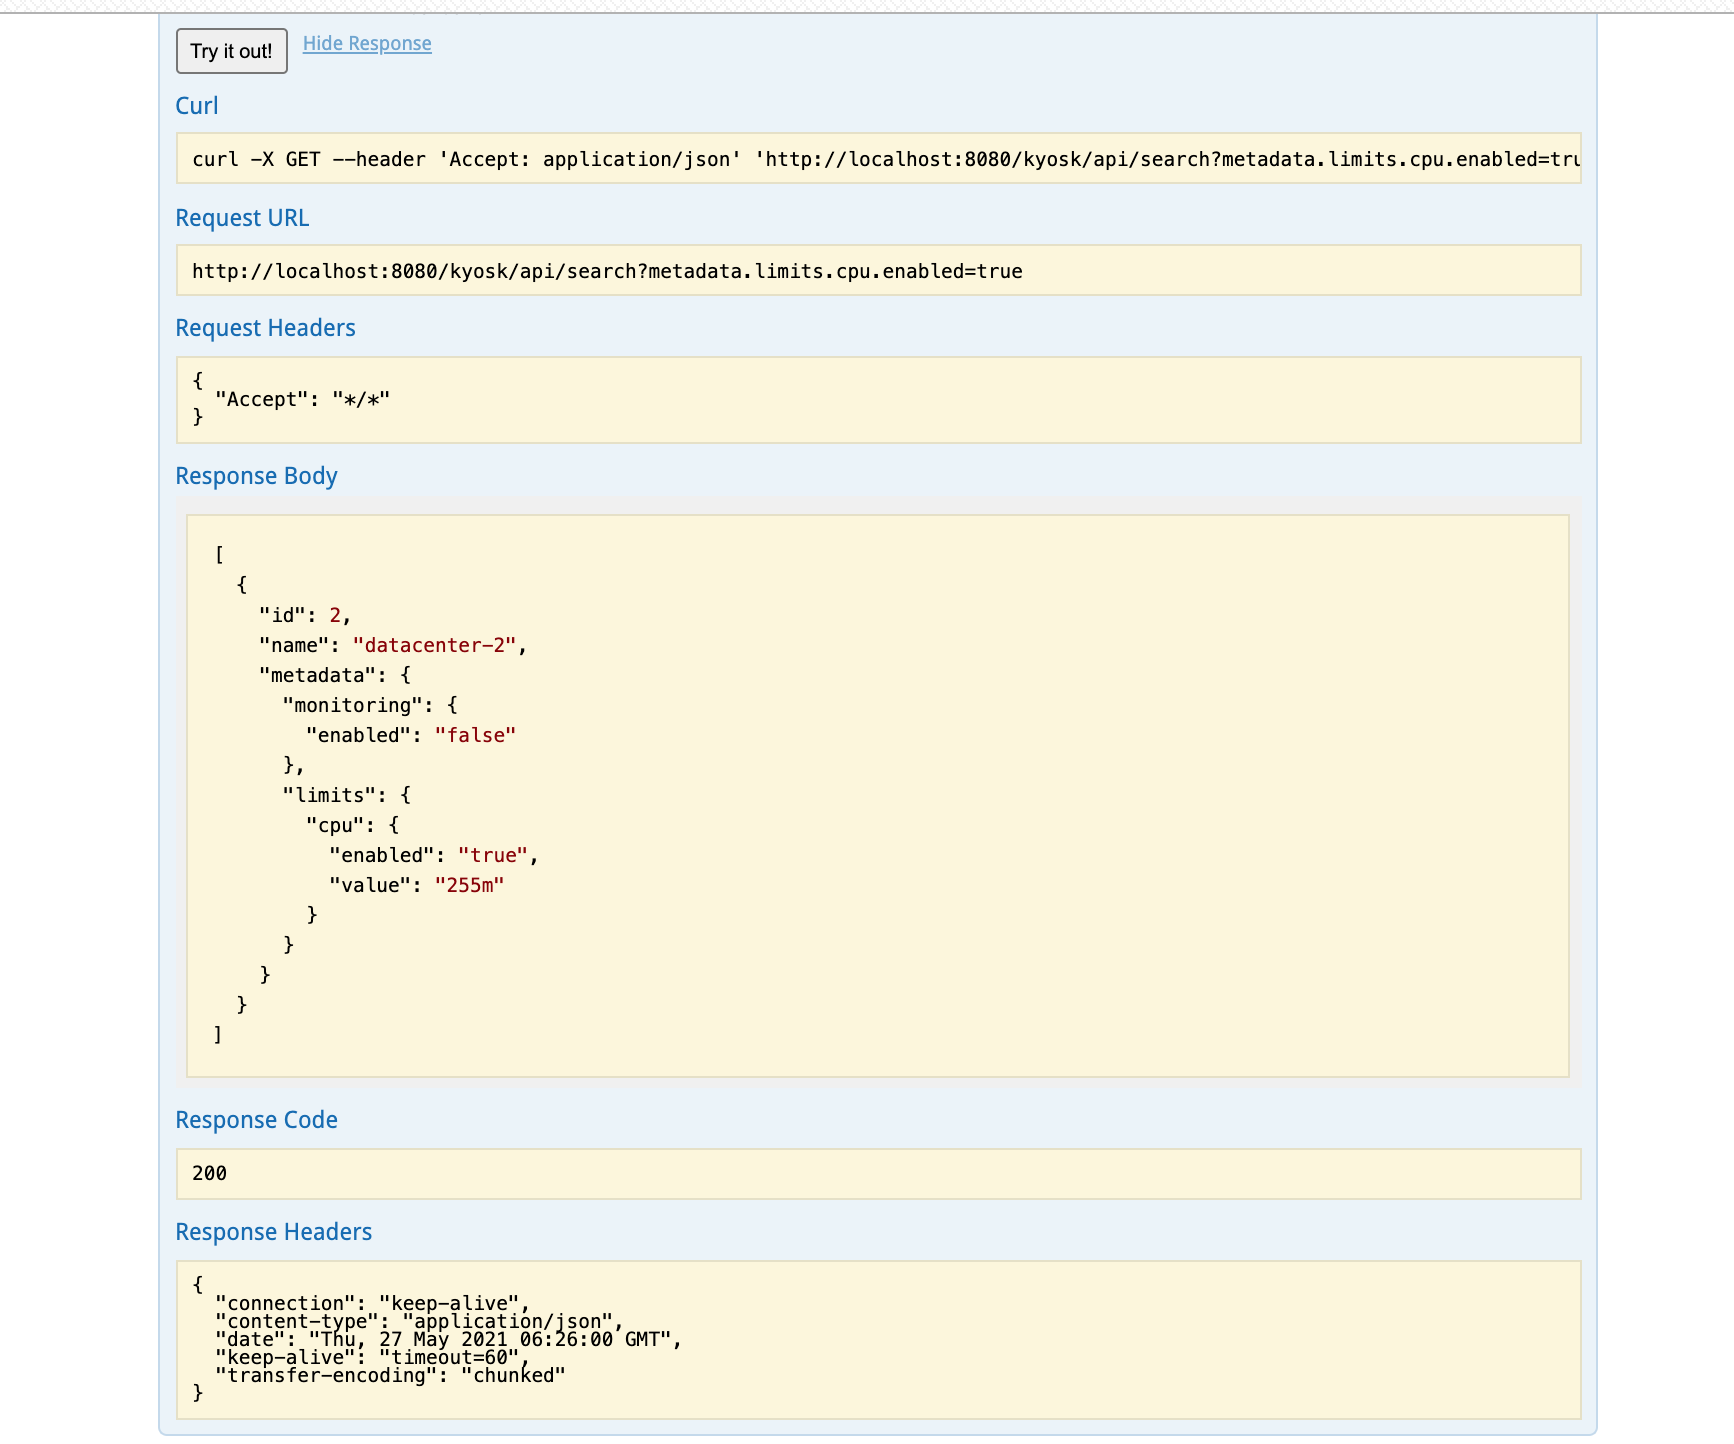 Try it out! Hide Response
Curl
curl -X GET --header 'Accept: application/json' 'http://localhost:8080/kyosk/api/search?metadata.limits.cpu.enabled=tru
Request URL
http://localhost:8080/kyosk/api/search?metadata.limits.cpu.enabled=true
Request Headers
{
  "Accept": "*/*"
}
Response Body
[
  {
    "id": 2,
    "name": "datacenter-2",
    "metadata": {
      "monitoring": {
        "enabled": "false"
      },
      "limits": {
        "cpu": {
          "enabled": "true",
          "value": "255m"
        }
      }
    }
  }
]
Response Code
200
Response Headers
{
  "connection": "keep-alive",
  "content-type": "application/json",
  "date": "Thu, 27 May 2021 06:26:00 GMT",
  "keep-alive": "timeout=60",
  "transfer-encoding": "chunked"
}